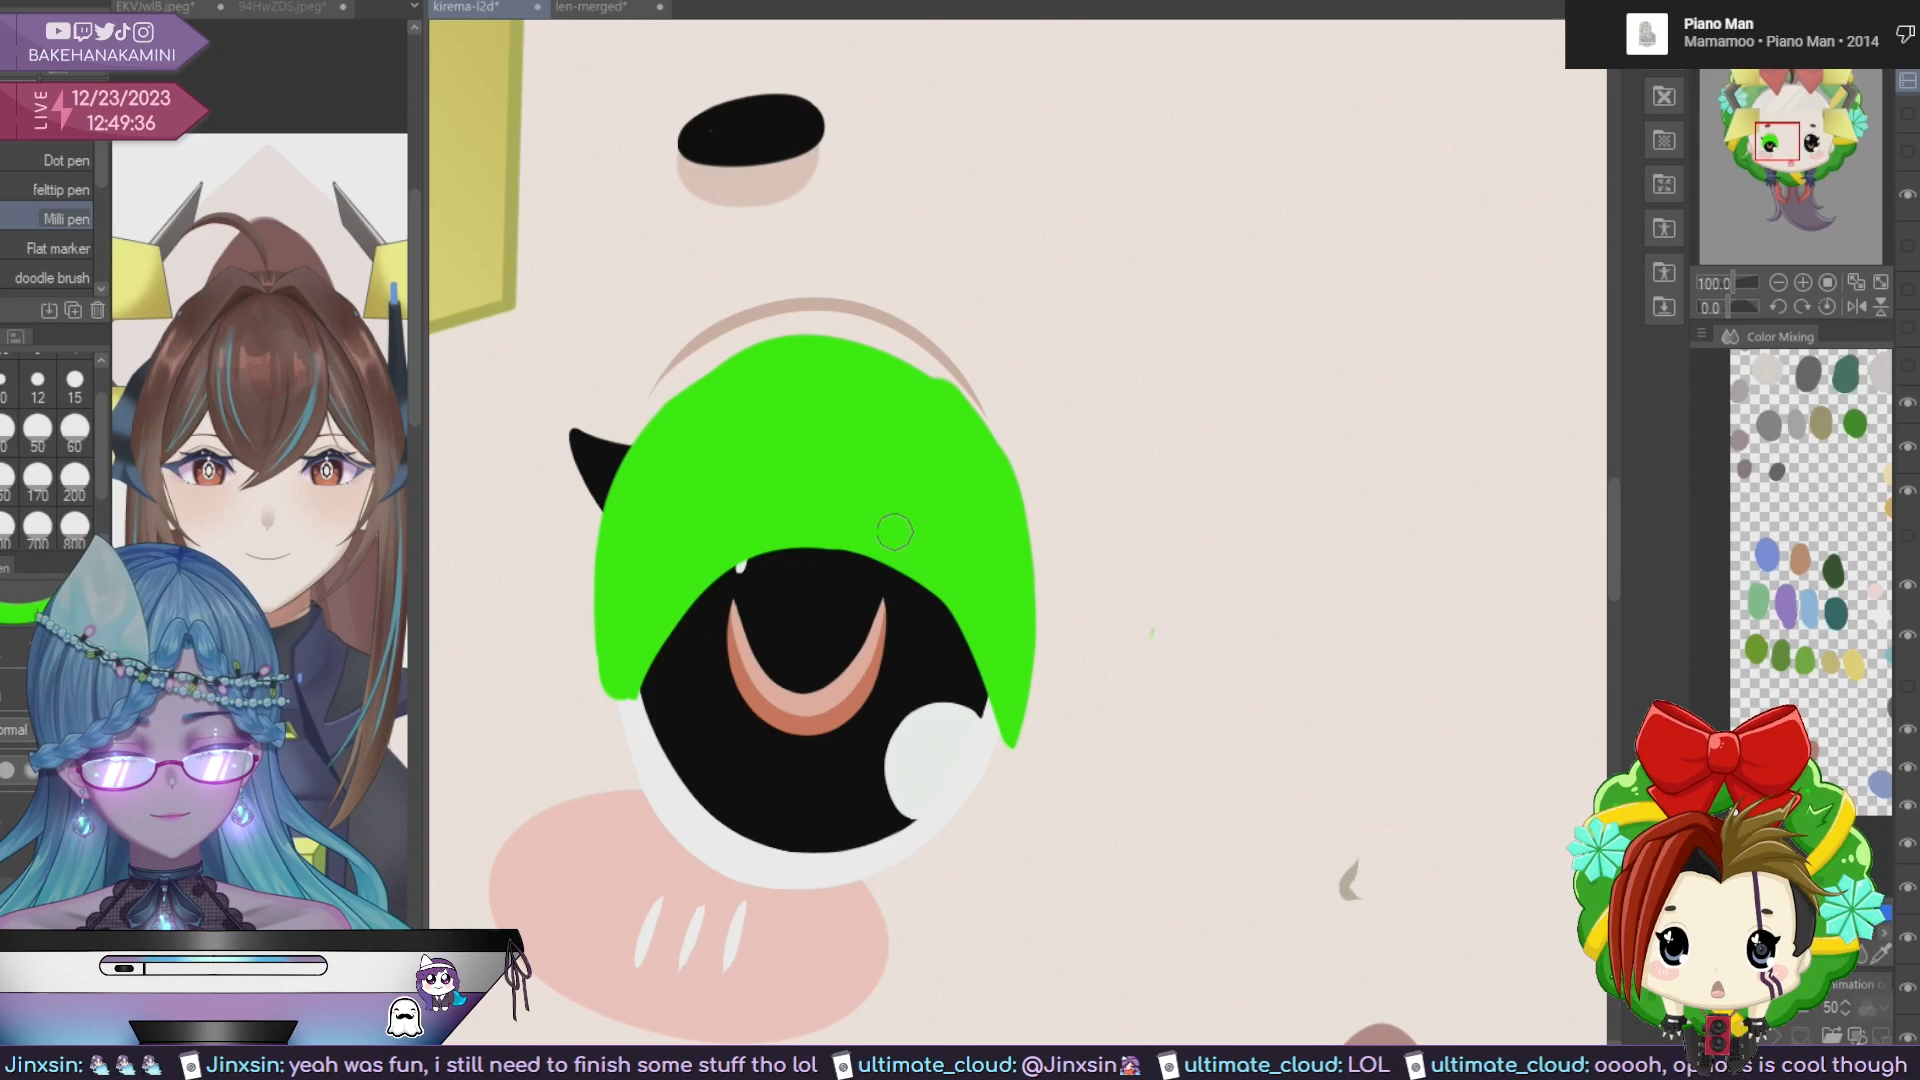 EKVJwIB.jpeg*
94HwZDS.jpeg*
kirema-l2d*
len-merged*
Piano Man
Mamamoo • Piano Man • 2014
BAKEHANAKAMINI
LIVE
12/23/2023
12:49:36
Dot pen
felttip pen
Milli pen
Flat marker
doodle brush
12
15
50
60
170
200
700
800
100.0
0.0
Color Mixing
50
Jinxsin:
Jinxsin: yeah was fun, i still need to finish some stuff tho lol
ultimate_cloud: @Jinxsin
ultimate_cloud: LOL
ultimate_cloud: ooooh, is cool though